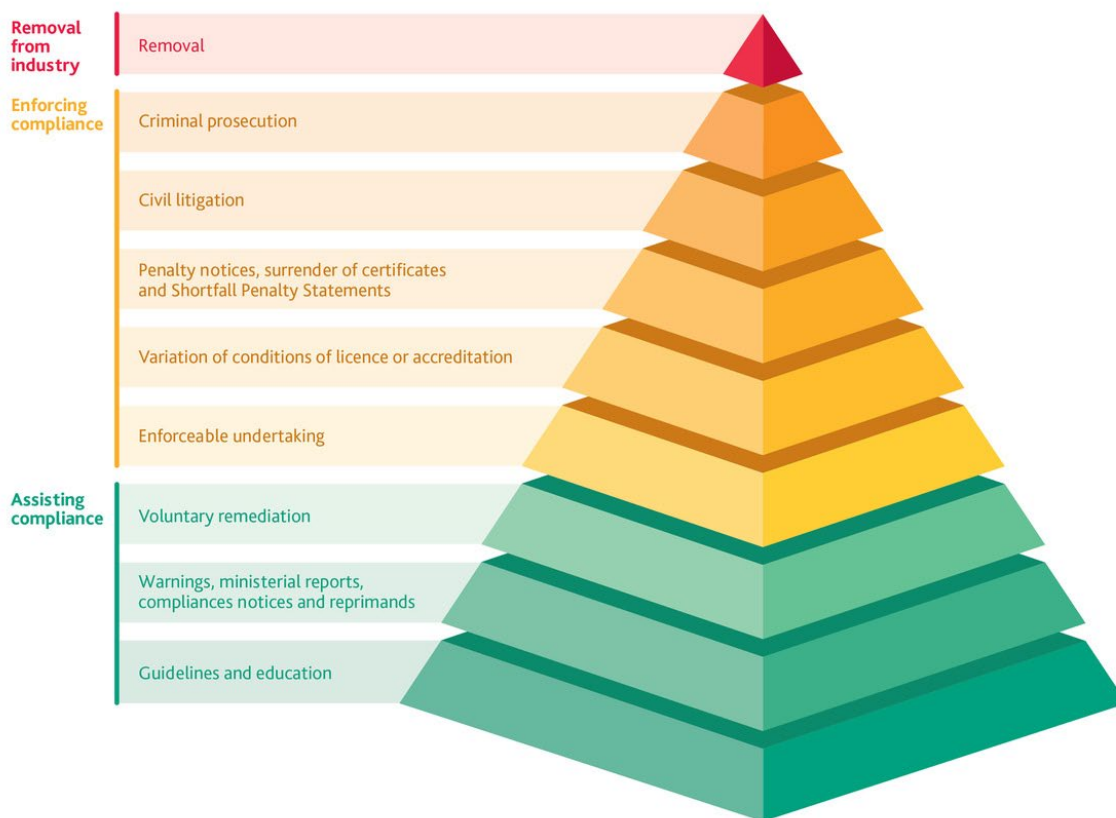 Removal
from
industry
Removal
Enforcing
compliance
Criminal prosecution
Civil litigation
Penalty notices, surrender of certificates
and Shortfall Penalty Statements
Variation of conditions of licence or accreditation
Enforceable undertaking
Assisting
compliance
Voluntary remediation
Warnings, ministerial reports,
compliances notices and reprimands
Guidelines and education